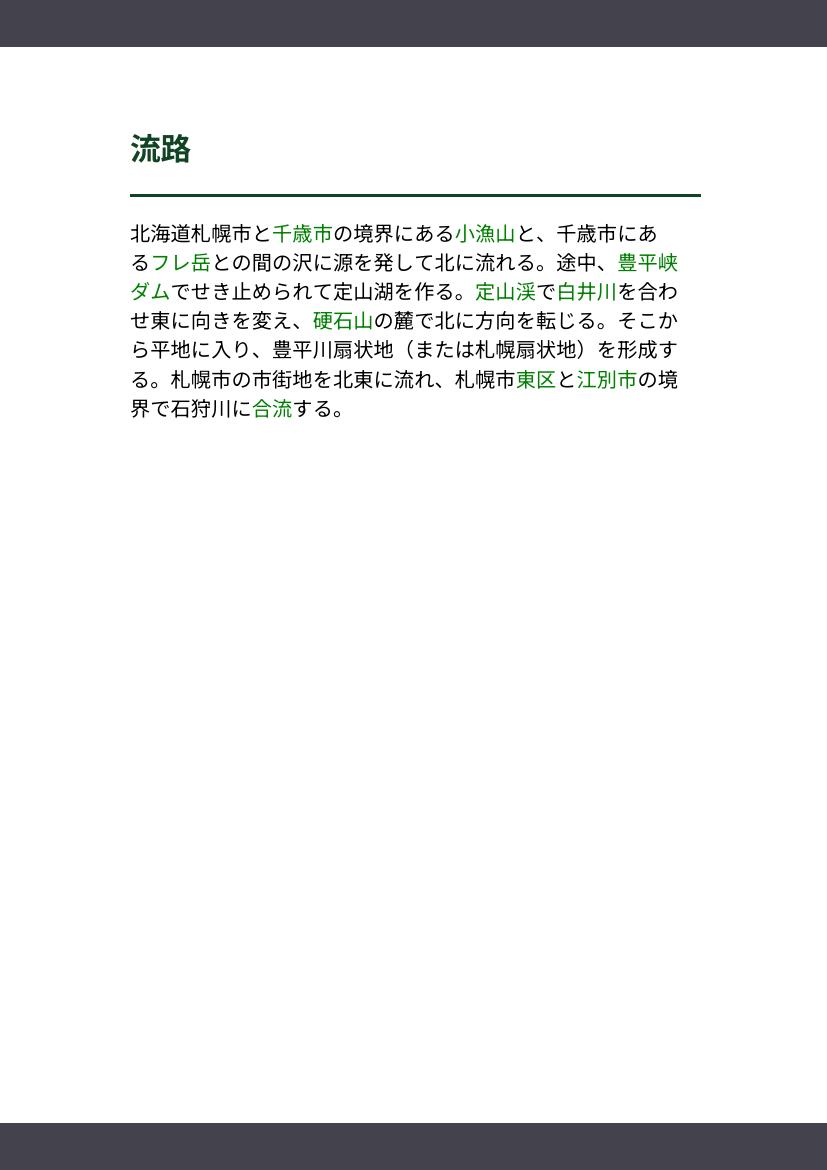 流路
北海道札幌市と千歳市の境界にある小漁山と、千歳市にあ
るフレ岳との間の沢に源を発して北に流れる。途中、豊平峡
ダムでせき止められて定山湖を作る。定山渓で白井川を合わ
せ東に向きを変え、硬石山の麓で北に方向を転じる。そこか
ら平地に入り、豊平川扇状地（または札幌扇状地）を形成す
る。札幌市の市街地を北東に流れ、札幌市東区と江別市の境
界で石狩川に合流する。